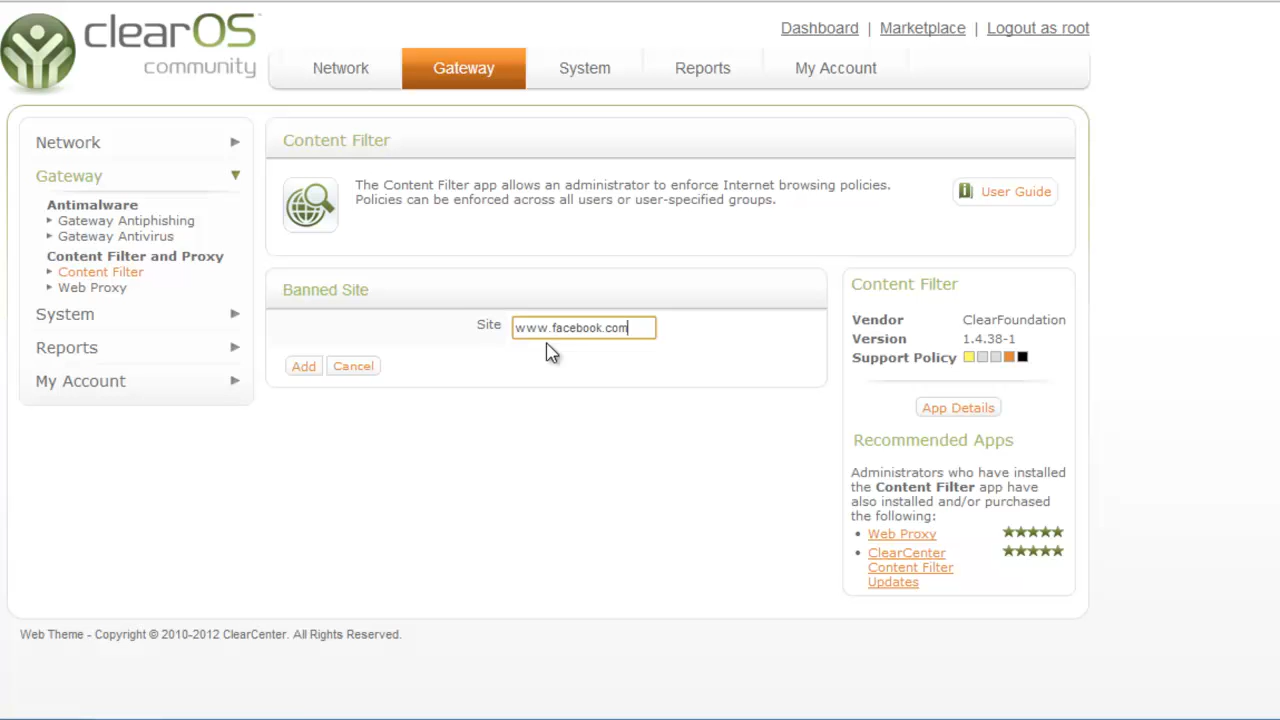 clearOS
community
Dashboard | Marketplace | Logout as root
Network
Gateway
System
Reports
My Account
Network
Gateway
Antimalware
Gateway Antiphishing
Gateway Antivirus
Content Filter and Proxy
Content Filter
Web Proxy
System
Reports
My Account
Content Filter
The Content Filter app allows an administrator to enforce Internet browsing policies.
Policies can be enforced across all users or user-specified groups.
User Guide
Banned Site
Site www.facebook.com
Add Cancel
Content Filter
Vendor ClearFoundation
Version 1.4.38-1
Support Policy
App Details
Recommended Apps
Administrators who have installed
the Content Filter app have
also installed and/or purchased
the following:
• Web Proxy
• ClearCenter
Content Filter
Updates
Web Theme - Copyright © 2010-2012 ClearCenter. All Rights Reserved.